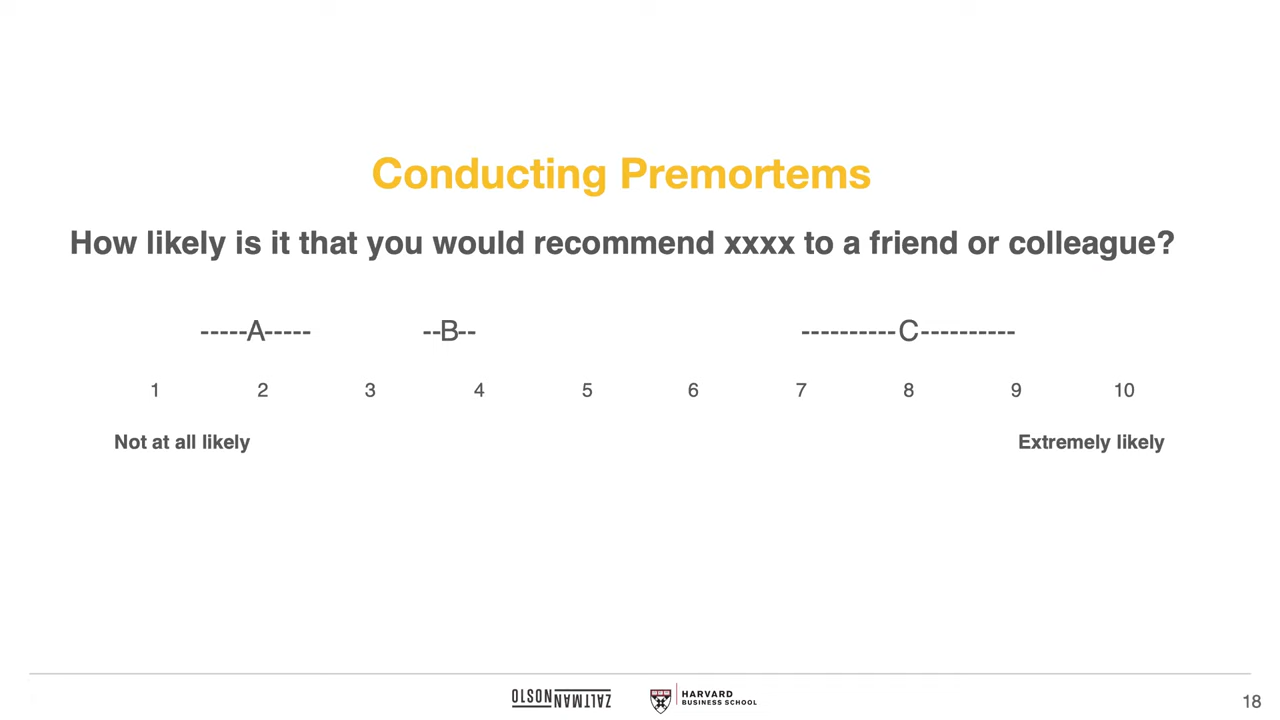 Conducting Premortems
How likely is it that you would recommend xxxx to a friend or colleague?
-----A----- --B-- ----------C----------
1 2 3 4 5 6 7 8 9 10
Not at all likely Extremely likely
OLSON ZALTMAN
HARVARD
BUSINESS SCHOOL
18